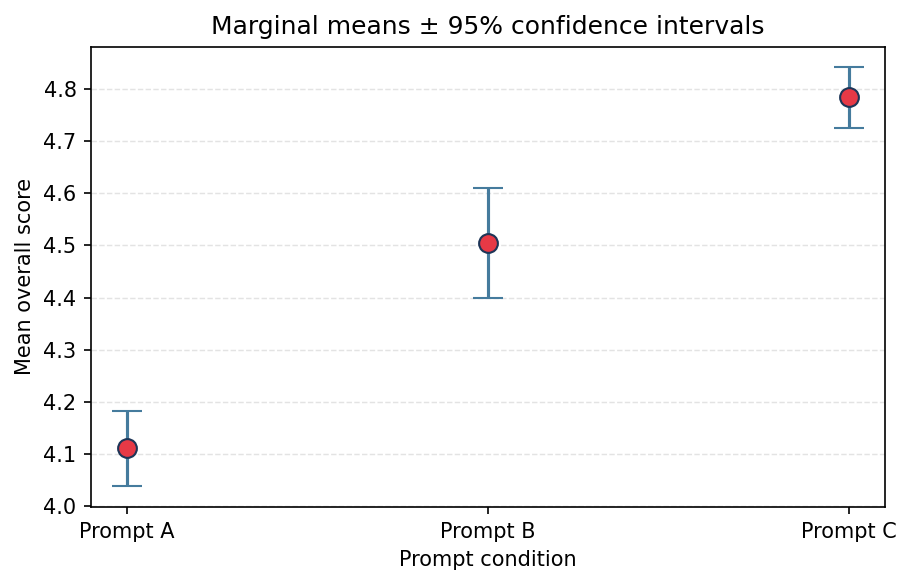 Marginal means ± 95% confidence intervals
Mean overall score
4.8
4.7
4.6
4.5
4.4
4.3
4.2
4.1
4.0
Prompt A
Prompt B
Prompt C
Prompt condition